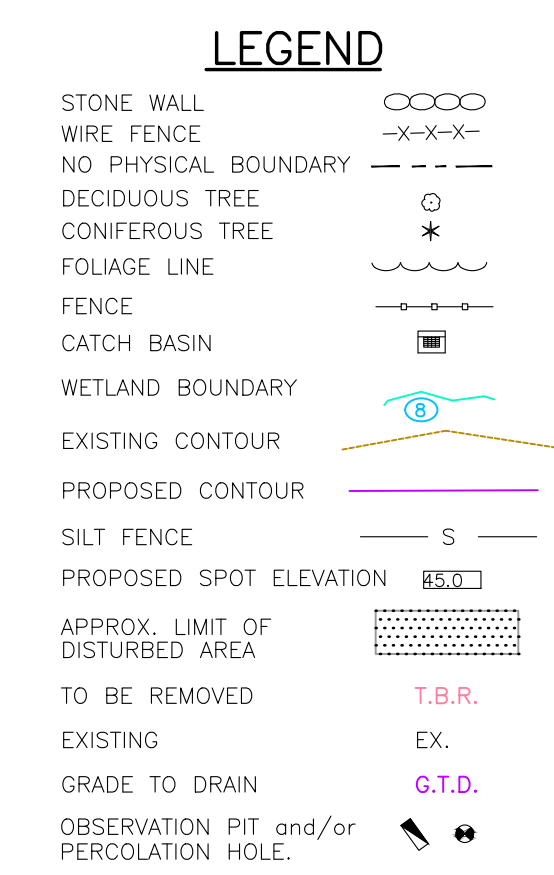 LEGEND
STONE WALL
WIRE FENCE —X—X—X—
NO PHYSICAL BOUNDARY
DECIDUOUS TREE
CONIFEROUS TREE
FOLIAGE LINE
FENCE
CATCH BASIN
WETLAND BOUNDARY
8
EXISTING CONTOUR
PROPOSED CONTOUR
SILT FENCE S
PROPOSED SPOT ELEVATION 45.0
APPROX. LIMIT OF
DISTURBED AREA
TO BE REMOVED T.B.R.
EXISTING EX.
GRADE TO DRAIN G.T.D.
OBSERVATION PIT and/or
PERCOLATION HOLE.